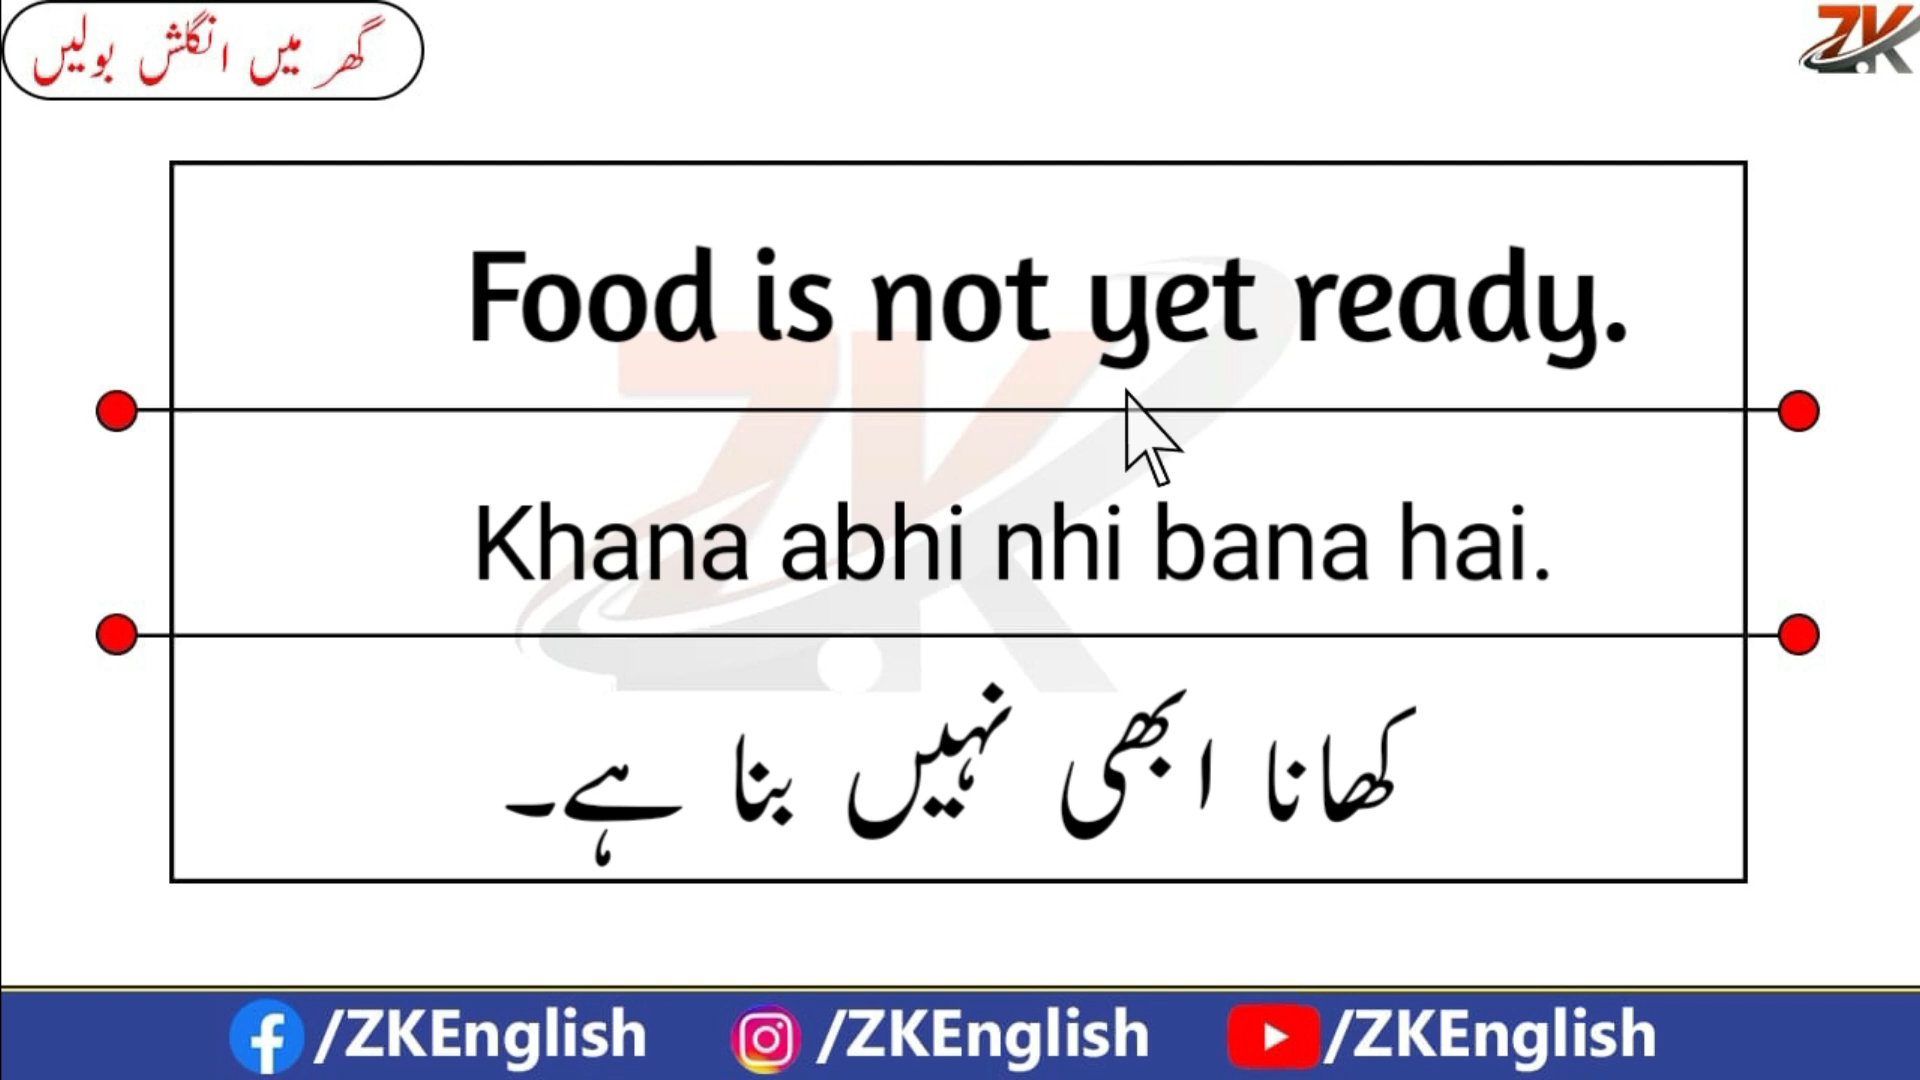 گھر میں انگلش بولیں
ZK
Food is not yet ready.
Khana abhi nhi bana hai.
کھانا ابھی نہیں بنا ہے۔
/ZKEnglish /ZKEnglish /ZKEnglish